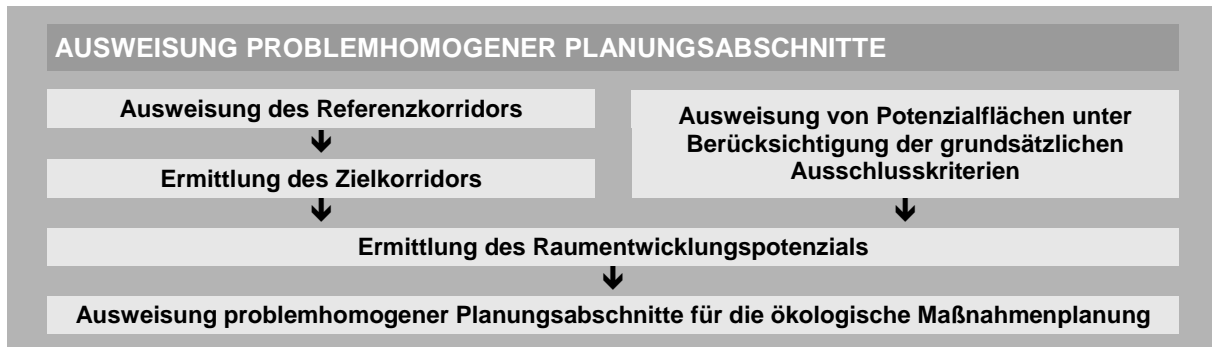 AUSWEISUNG PROBLEMHOMOGENER PLANUNGSABSCHNITTE
Ausweisung des Referenzkorridors
Ermittlung des Zielkorridors
Ausweisung von Potenzialflächen unter
Berücksichtigung der grundsätzlichen
Ausschlusskriterien
Ermittlung des Raumentwicklungspotenzials
Ausweisung problemhomogener Planungsabschnitte für die ökologische Maßnahmenplanung